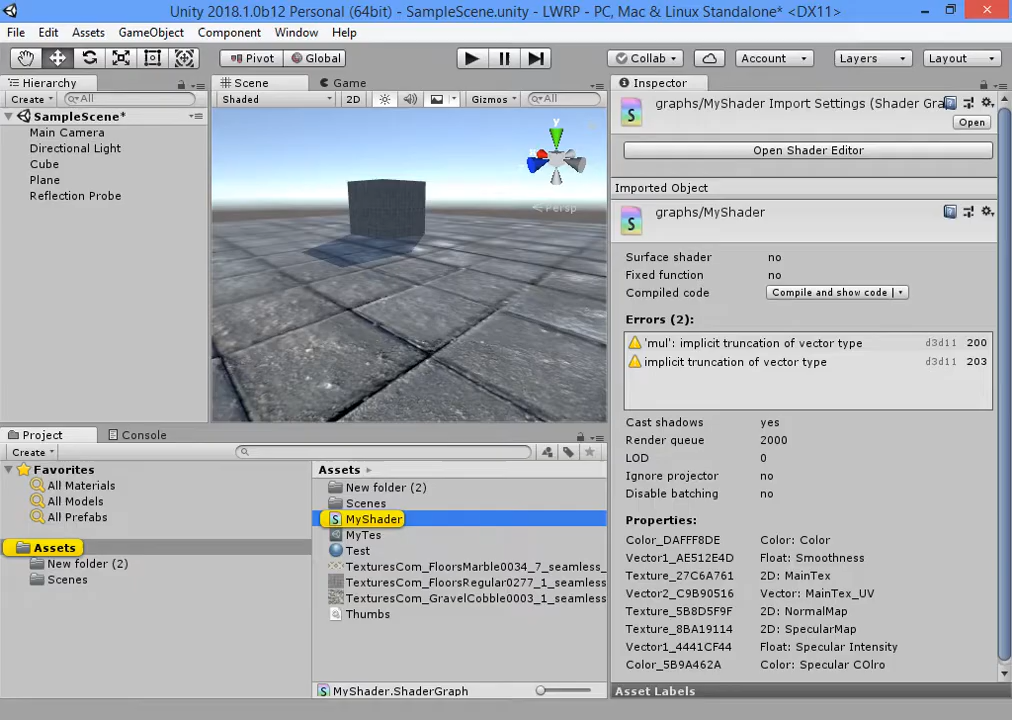 Unity 2018.1.0b12 Personal (64bit) - SampleScene.unity - LWRP - PC, Mac & Linux Standalone* <DX11>
File Edit Assets GameObject Component Window Help
Pivot Global Collab Account Layers Layout
Hierarchy
Create All
SampleScene*
Main Camera
Directional Light
Cube
Plane
Reflection Probe
Scene Game
Shaded 2D Gizmos All
y
Persp
Project Console
Create
Favorites
All Materials
All Models
All Prefabs
Assets
New folder (2)
Scenes
Assets
New folder (2)
Scenes
MyShader
MyTes
Test
TexturesCom_FloorsMarble0034_7_seamless_
TexturesCom_FloorsRegular0277_1_seamless
TexturesCom_GravelCobble0003_1_seamless
Thumbs
MyShader.ShaderGraph
Inspector
graphs/MyShader Import Settings (Shader Gra
Open
Open Shader Editor
Imported Object
graphs/MyShader
Surface shader no
Fixed function no
Compiled code Compile and show code
Errors (2):
'mul': implicit truncation of vector type d3d11 200
implicit truncation of vector type d3d11 203
Cast shadows yes
Render queue 2000
LOD 0
Ignore projector no
Disable batching no
Properties:
Color_DAFFF8DE Color: Color
Vector1_AE512E4D Float: Smoothness
Texture_27C6A761 2D: MainTex
Vector2_C9B90516 Vector: MainTex_UV
Texture_5B8D5F9F 2D: NormalMap
Texture_8BA19114 2D: SpecularMap
Vector1_4441CF44 Float: Specular Intensity
Color_5B9A462A Color: Specular COlro
Asset Labels